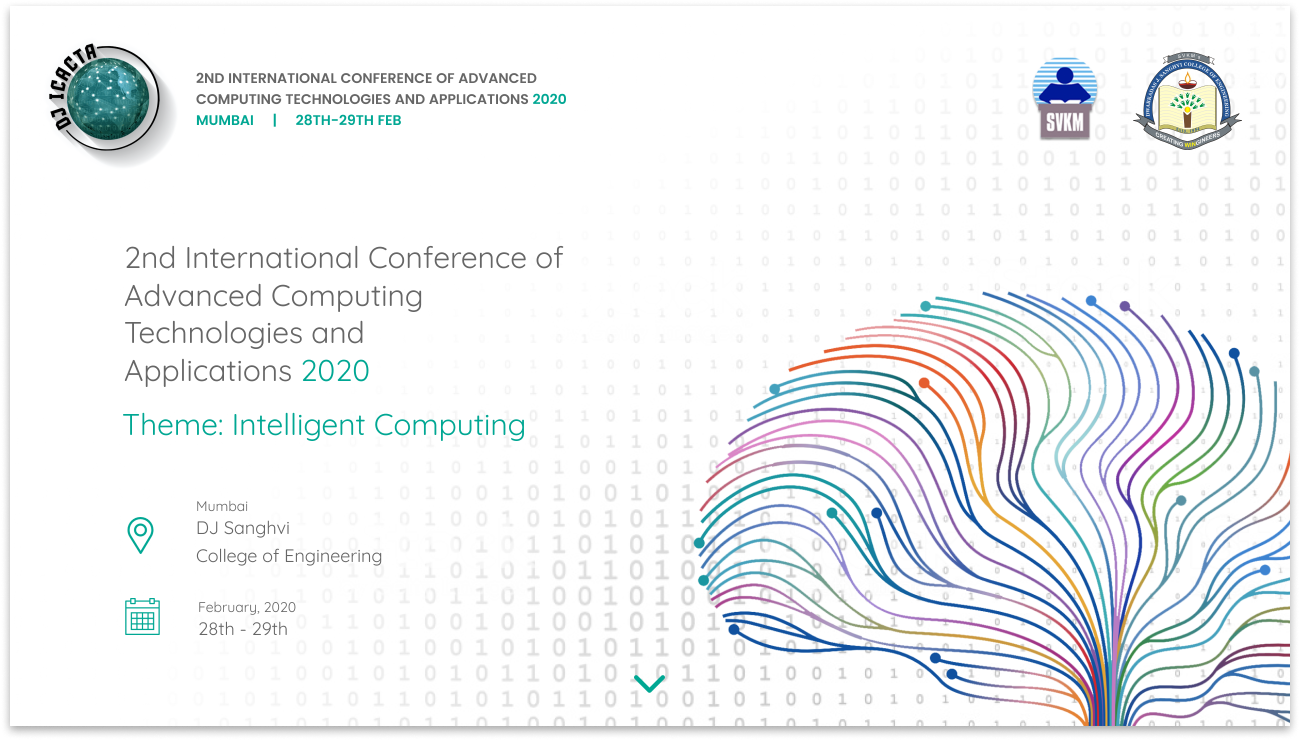 DJ ICACTA
2ND INTERNATIONAL CONFERENCE OF ADVANCED
COMPUTING TECHNOLOGIES AND APPLICATIONS 2020
MUMBAI | 28TH-29TH FEB
SVKM
SVKM'S
DWARKADAS J. SANGHVI COLLEGE OF ENGINEERING
CREATING WINGINEERS
2nd International Conference of
Advanced Computing
Technologies and
Applications 2020
Theme: Intelligent Computing
Mumbai
DJ Sanghvi
College of Engineering
February, 2020
28th - 29th